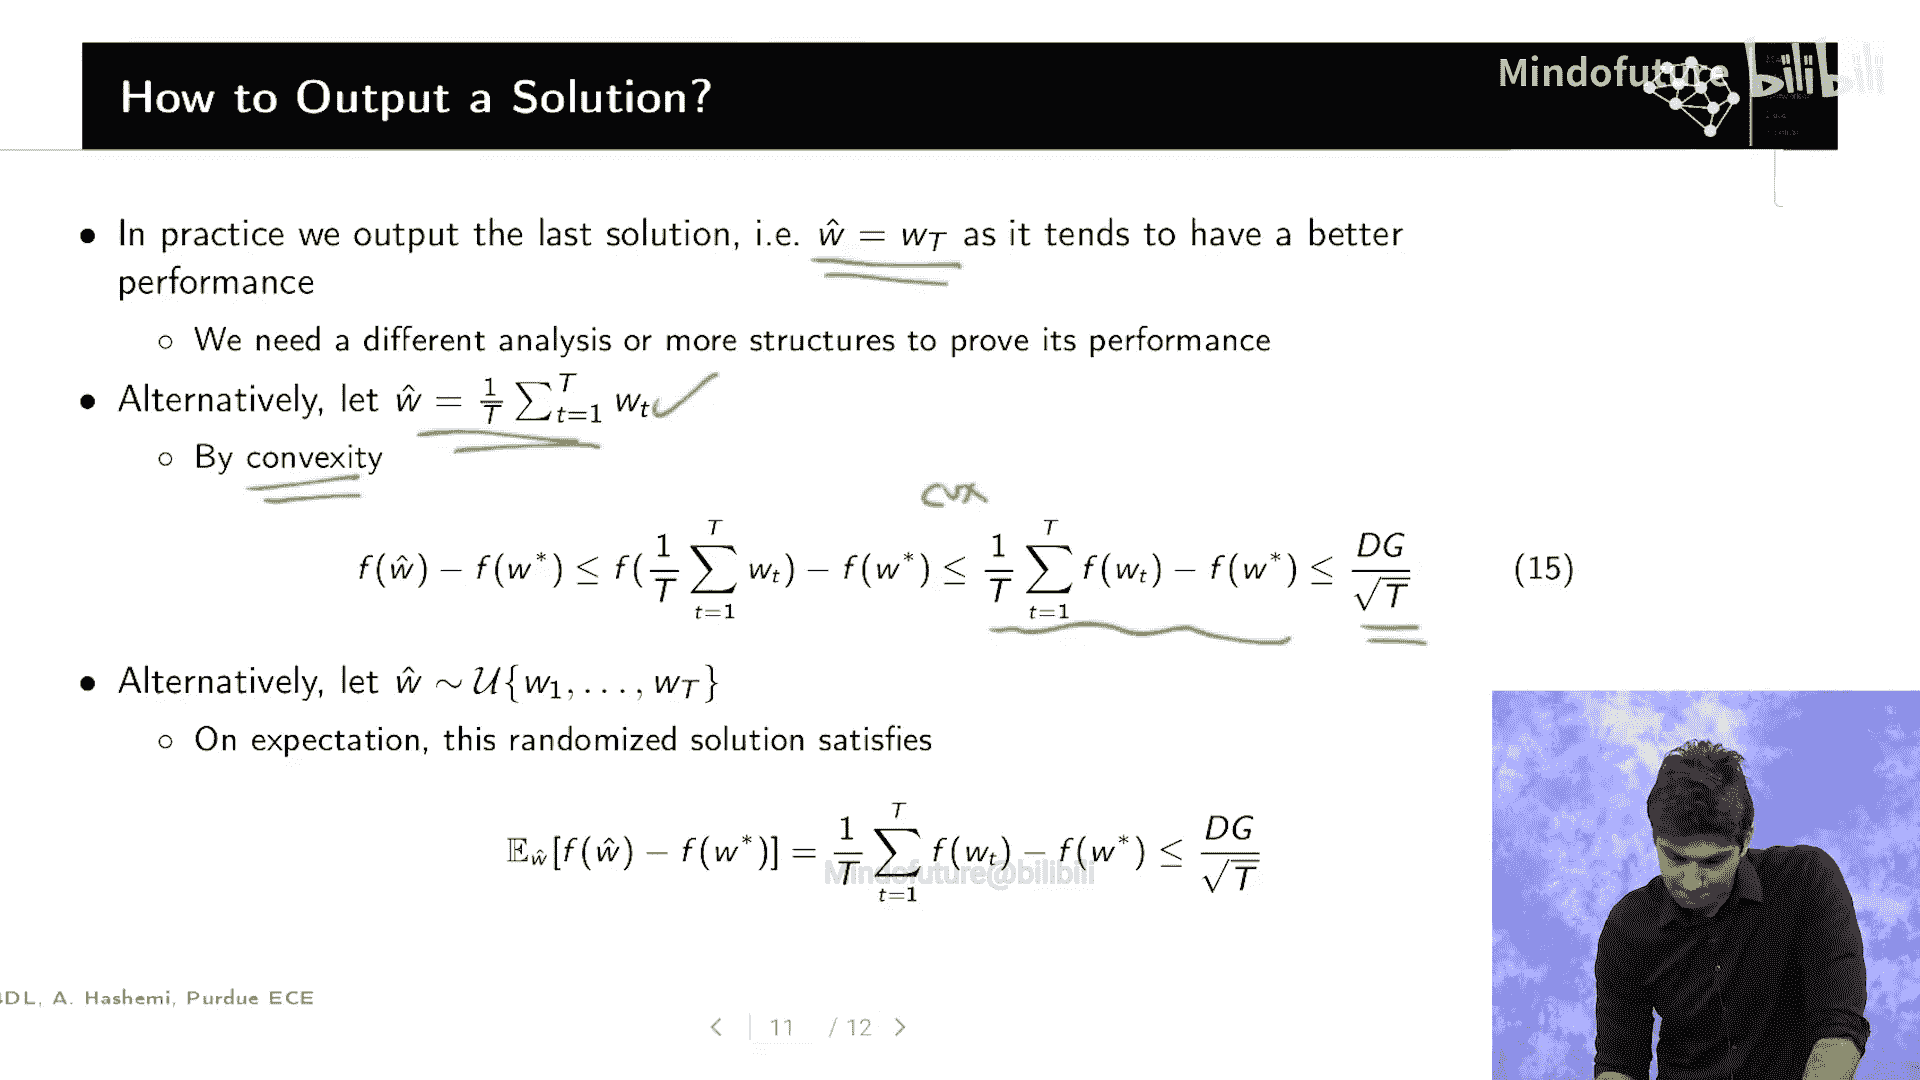 How to Output a Solution?
Mindofuture
bilibili
• In practice we output the last solution, i.e. ŵ = w_T as it tends to have a better
performance
○ We need a different analysis or more structures to prove its performance
• Alternatively, let ŵ = 1/T ∑_{t=1}^{T} w_t ✓
○ By convexity
cvx
f(ŵ) − f(w*) ≤ f(1/T ∑_{t=1}^{T} w_t) − f(w*) ≤ 1/T ∑_{t=1}^{T} f(w_t) − f(w*) ≤ DG/√T (15)
• Alternatively, let ŵ ∼ 𝒰{w_1, . . . , w_T}
○ On expectation, this randomized solution satisfies
𝔼_ŵ[f(ŵ) − f(w*)] = 1/T ∑_{t=1}^{T} f(w_t) − f(w*) ≤ DG/√T
Mindofuture@bilibili
DL, A. Hashemi, Purdue ECE
< 11 / 12 >